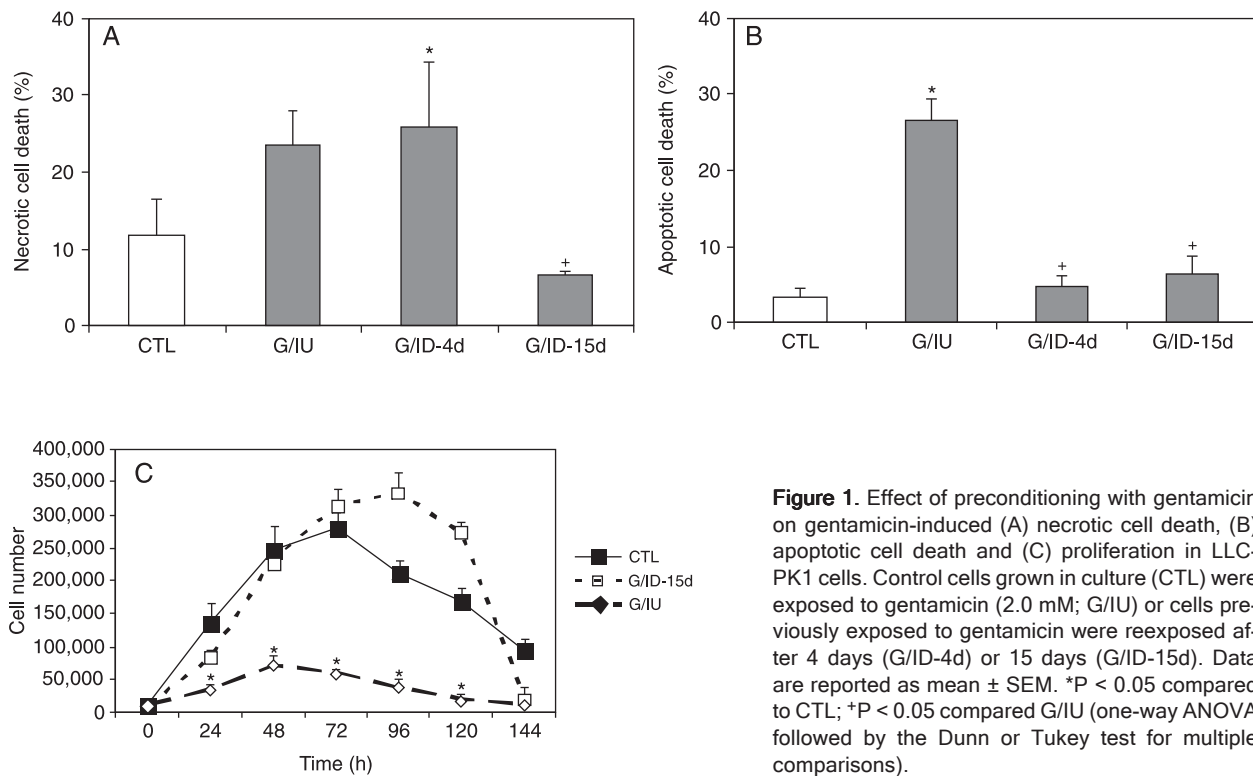 A
Necrotic cell death (%)
40
30
20
10
0
*
+
CTL G/IU G/ID-4d G/ID-15d
B
Apoptotic cell death (%)
40
30
20
10
0
*
+
+
CTL G/IU G/ID-4d G/ID-15d
C
Cell number
400,000
350,000
300,000
250,000
200,000
150,000
100,000
50,000
0
* * * * *
0 24 48 72 96 120 144
Time (h)
CTL
G/ID-15d
G/IU
Figure 1. Effect of preconditioning with gentamicin
on gentamicin-induced (A) necrotic cell death, (B)
apoptotic cell death and (C) proliferation in LLC-
PK1 cells. Control cells grown in culture (CTL) were
exposed to gentamicin (2.0 mM; G/IU) or cells pre-
viously exposed to gentamicin were reexposed af-
ter 4 days (G/ID-4d) or 15 days (G/ID-15d). Data
are reported as mean ± SEM. *P < 0.05 compared
to CTL; +P < 0.05 compared G/IU (one-way ANOVA
followed by the Dunn or Tukey test for multiple
comparisons).